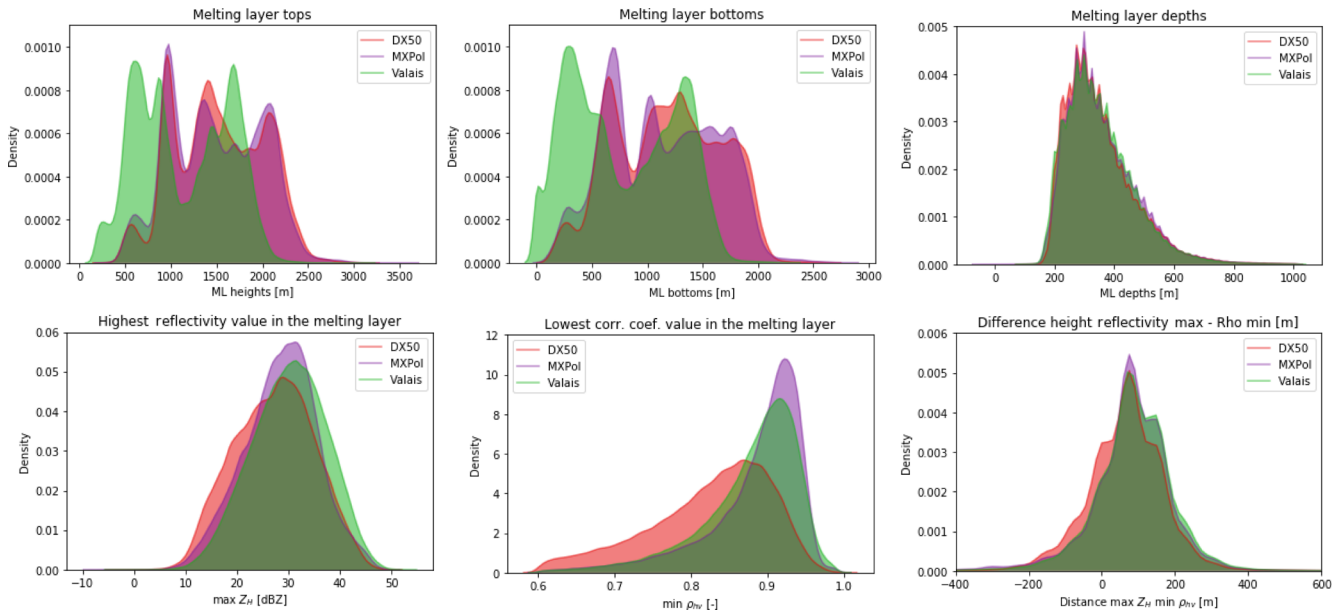 Melting layer tops
DX50
MXPol
Valais
Density
0.0000
0.0002
0.0004
0.0006
0.0008
0.0010
0 500 1000 1500 2000 2500 3000 3500
ML heights [m]
Melting layer bottoms
DX50
MXPol
Valais
Density
0.0000
0.0002
0.0004
0.0006
0.0008
0.0010
0 500 1000 1500 2000 2500 3000
ML bottoms [m]
Melting layer depths
DX50
MXPol
Valais
Density
0.000
0.001
0.002
0.003
0.004
0.005
0 200 400 600 800 1000
ML depths [m]
Highest reflectivity value in the melting layer
DX50
MXPol
Valais
Density
0.00
0.01
0.02
0.03
0.04
0.05
0.06
−10 0 10 20 30 40 50
max Z_H [dBZ]
Lowest corr. coef. value in the melting layer
DX50
MXPol
Valais
Density
0
2
4
6
8
10
12
0.6 0.7 0.8 0.9 1.0
min ρ_hv [-]
Difference height reflectivity max - Rho min [m]
DX50
MXPol
Valais
Density
0.000
0.001
0.002
0.003
0.004
0.005
0.006
−400 −200 0 200 400 600
Distance max Z_H min ρ_hv [m]